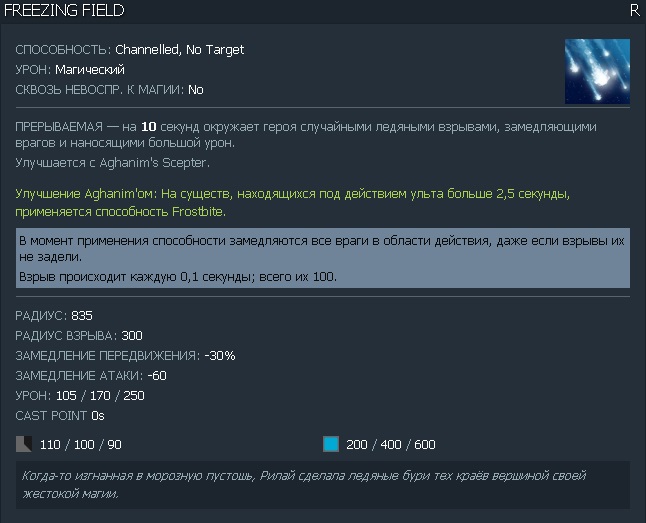 FREEZING FIELD R
СПОСОБНОСТЬ: Channelled, No Target
УРОН: Магический
СКВОЗЬ НЕВОСПР. К МАГИИ: No
ПРЕРЫВАЕМАЯ — на 10 секунд окружает героя случайными ледяными взрывами, замедляющими
врагов и наносящими большой урон.
Улучшается с Aghanim's Scepter.
Улучшение Aghanim'ом: На существ, находящихся под действием ульта больше 2,5 секунды,
применяется способность Frostbite.
В момент применения способности замедляются все враги в области действия, даже если взрывы их
не задели.
Взрыв происходит каждую 0,1 секунды; всего их 100.
РАДИУС: 835
РАДИУС ВЗРЫВА: 300
ЗАМЕДЛЕНИЕ ПЕРЕДВИЖЕНИЯ: -30%
ЗАМЕДЛЕНИЕ АТАКИ: -60
УРОН: 105 / 170 / 250
CAST POINT 0s
110 / 100 / 90 200 / 400 / 600
Когда-то изгнанная в морозную пустошь, Рилай сделала ледяные бури тех краёв вершиной своей
жестокой магии.